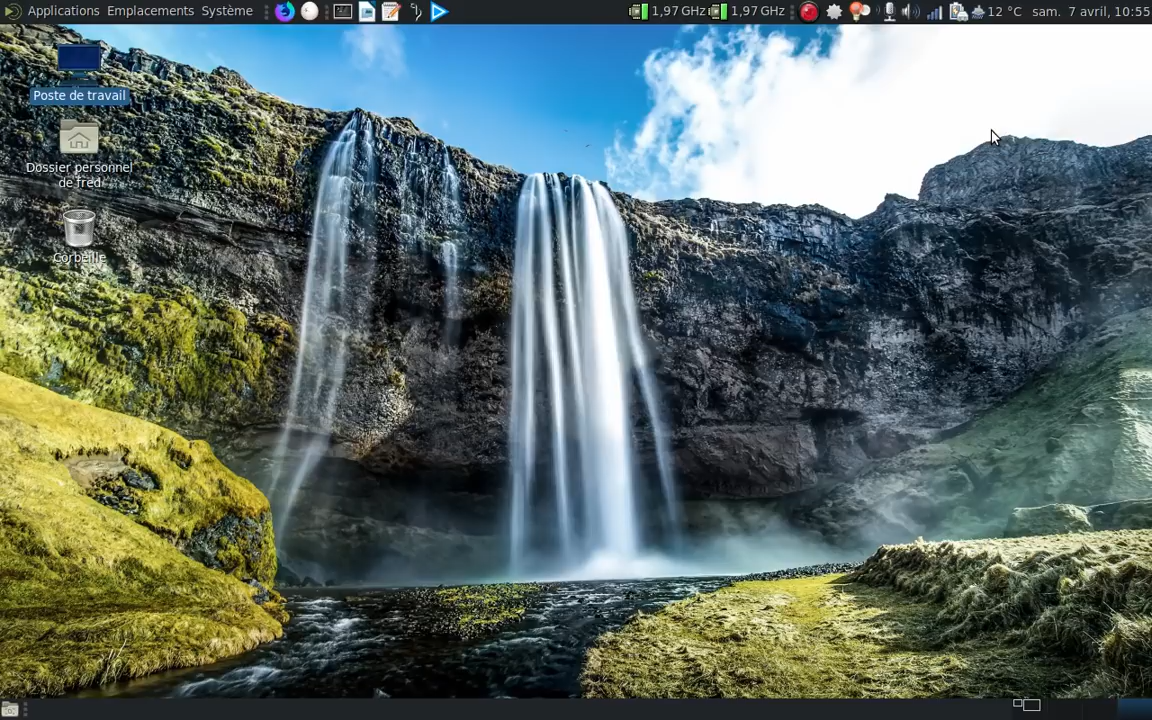 Applications Emplacements Système 1,97 GHz 1,97 GHz 12 °C sam. 7 avril, 10:55
Poste de travail
Dossier personnel
de fred
Corbeille